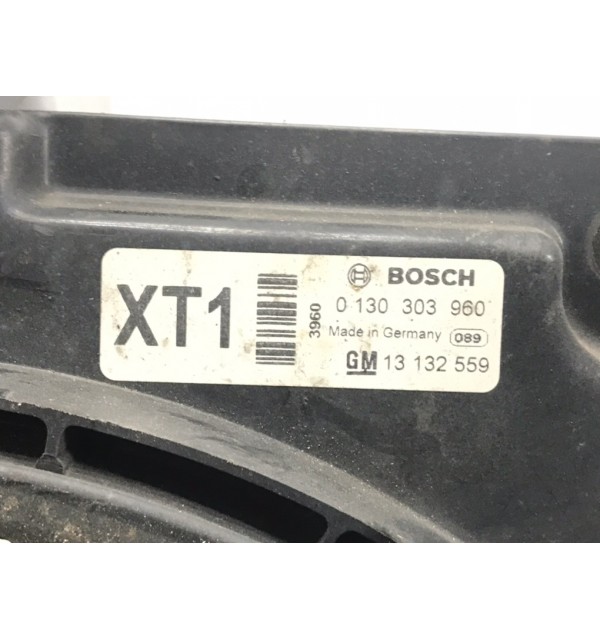 XT1
3960
BOSCH
0 130 303 960
Made in Germany 089
GM 13 132 559